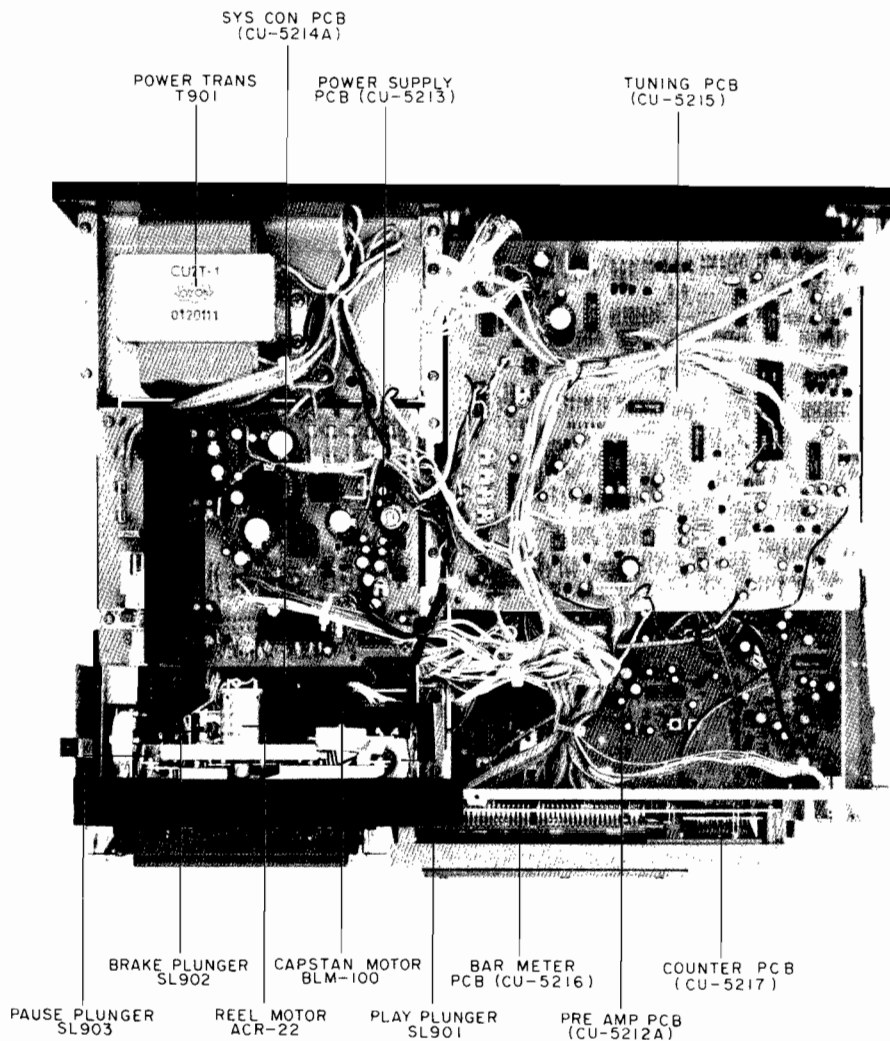 SYS CON PCB
(CU-5214A)
POWER TRANS
T901
POWER SUPPLY
PCB (CU-5213)
TUNING PCB
(CU-5215)
CU2T-1
0120111
BRAKE PLUNGER
SL902
CAPSTAN MOTOR
BLM-100
BAR METER
PCB (CU-5216)
COUNTER PCB
(CU-5217)
PAUSE PLUNGER
SL903
REEL MOTOR
ACR-22
PLAY PLUNGER
SL901
PRE AMP PCB
(CU-5212A)